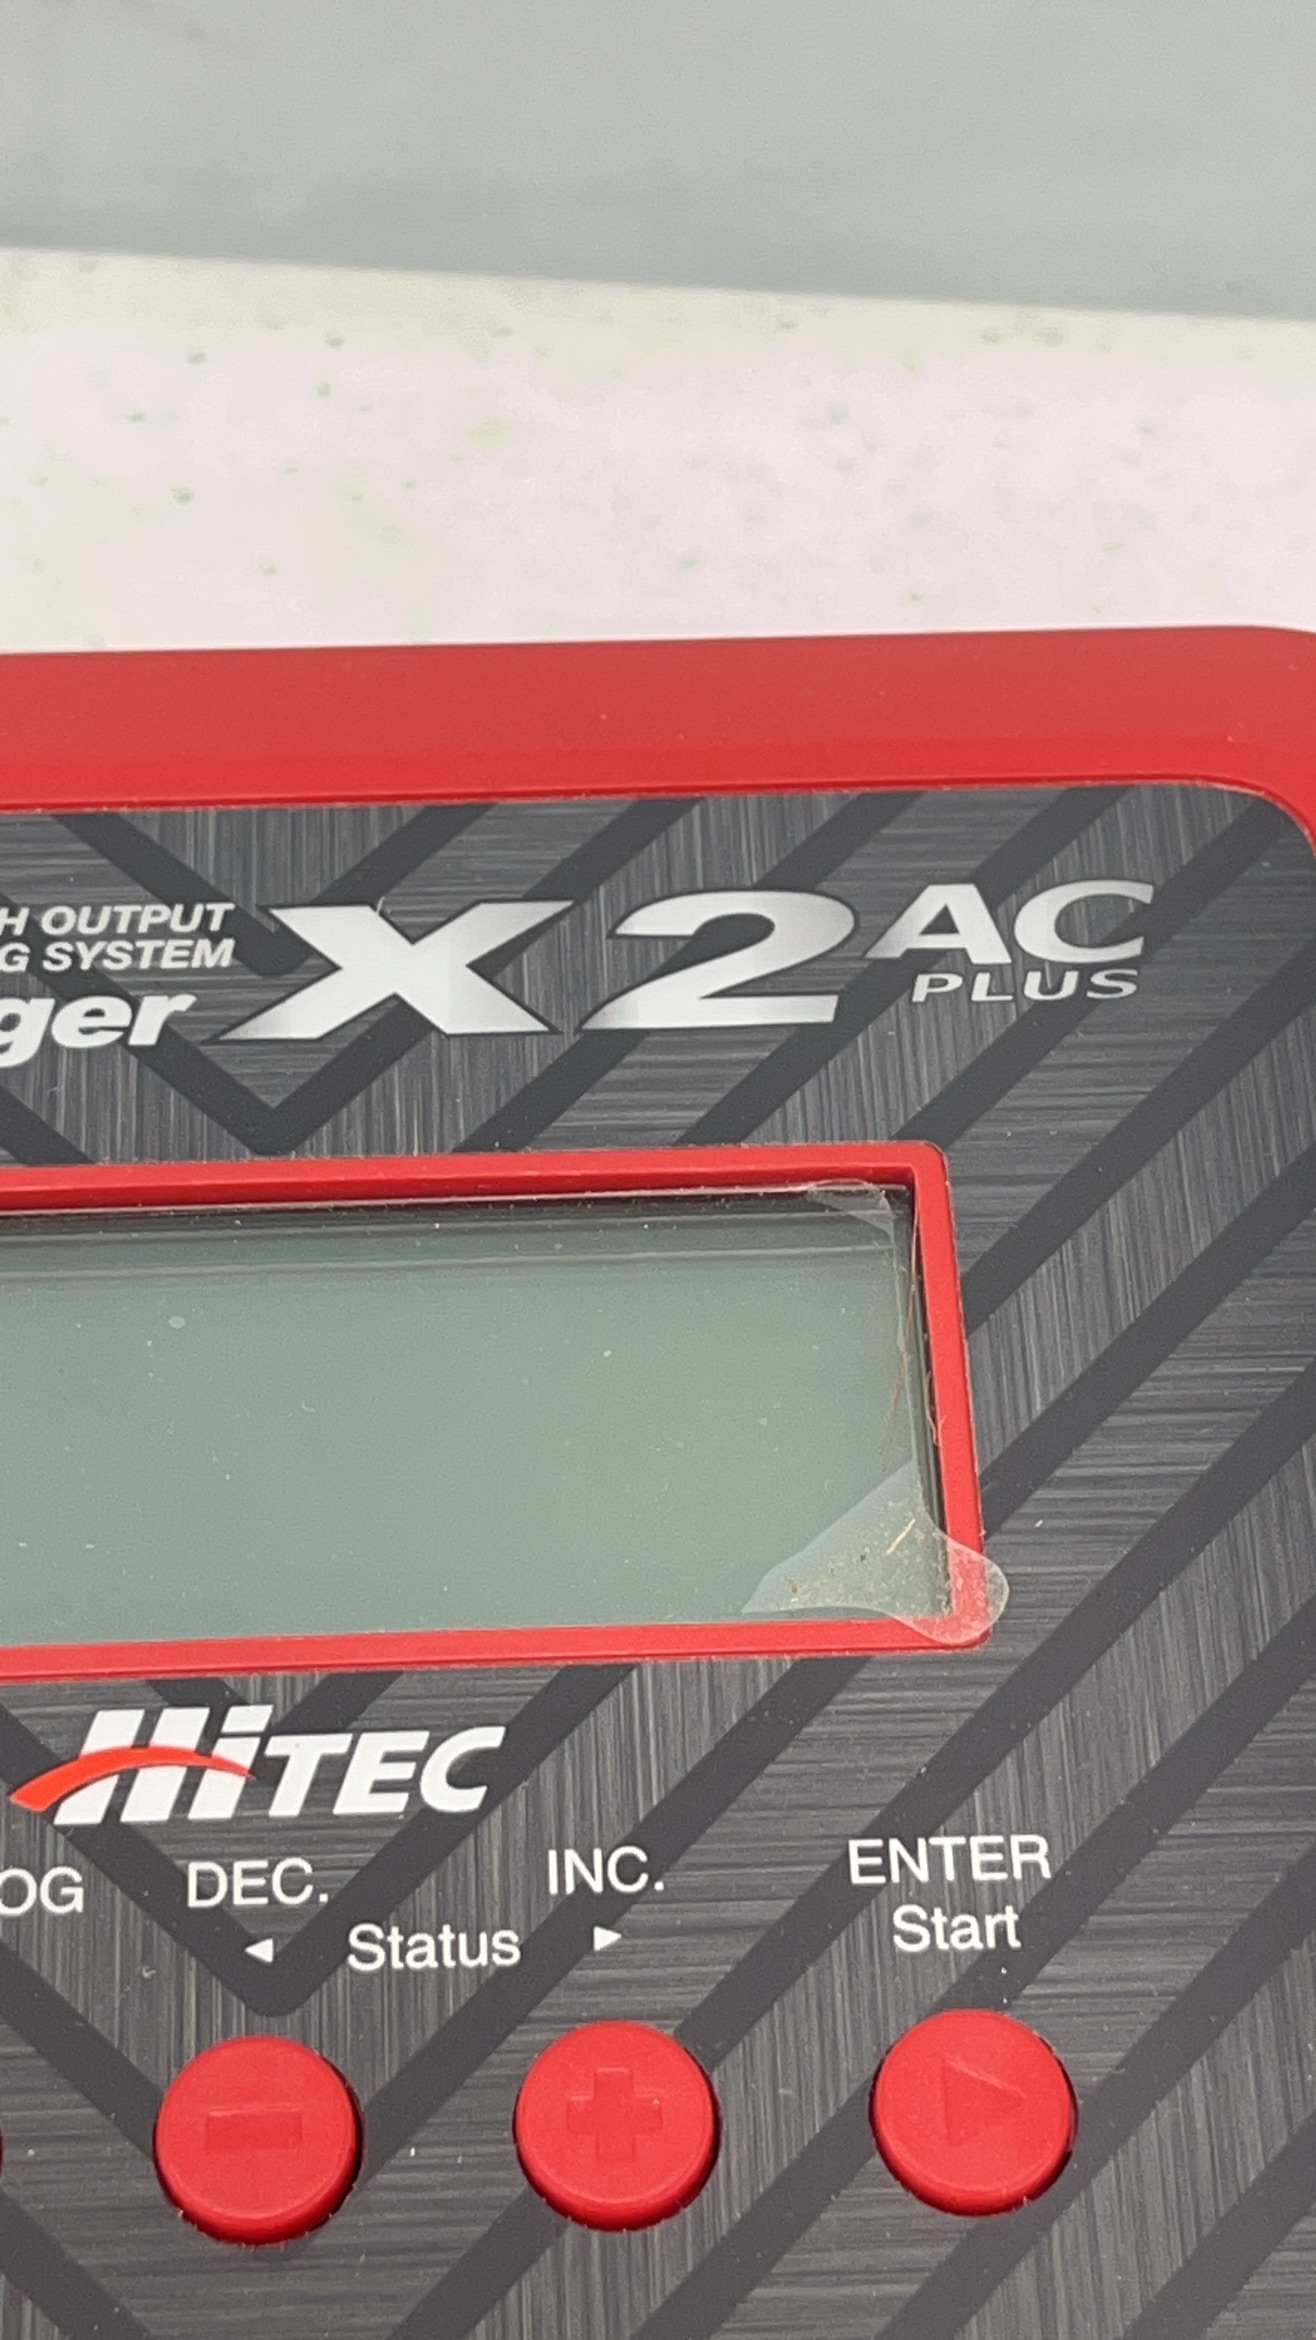 H OUTPUT
G SYSTEM
ger X2 AC PLUS
HiTEC
OG DEC. INC. ENTER
◄ Status ► Start